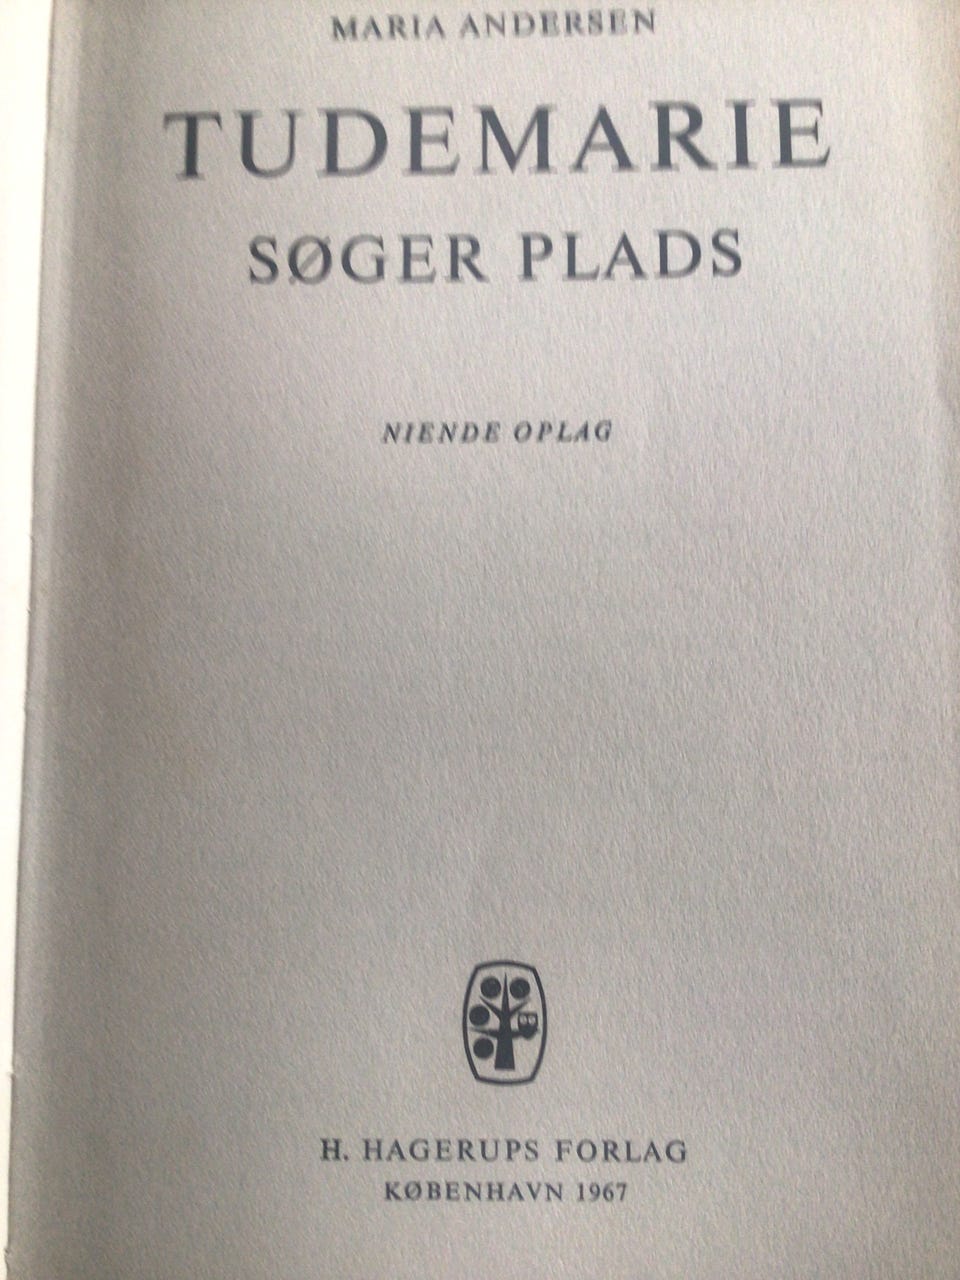 MARIA ANDERSEN
TUDEMARIE
SØGER PLADS
NIENDE OPLAG
H. HAGERUPS FORLAG
KØBENHAVN 1967